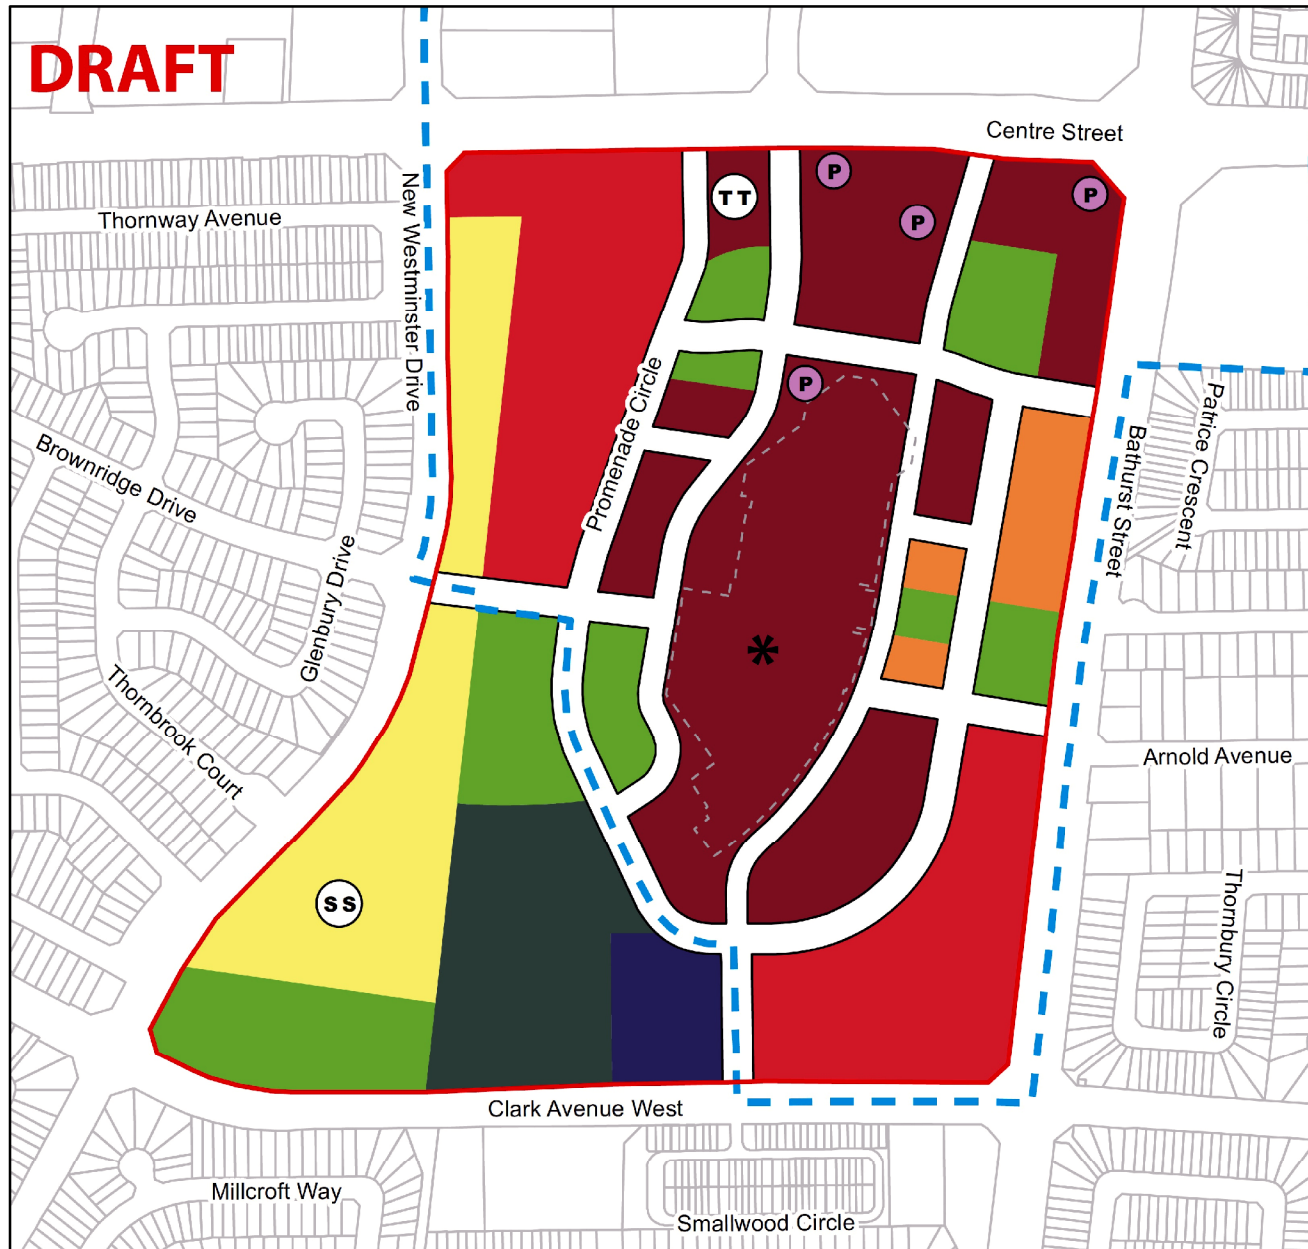 DRAFT
Centre Street
P
P
P
TT
Thornway Avenue
New Westminster Drive
Promenade Circle
P
Patrice Crescent
Bathurst Street
Brownridge Drive
Glenbury Drive
*
Thornbrook Court
Arnold Avenue
SS
Thornbury Circle
Clark Avenue West
Millcroft Way
Smallwood Circle